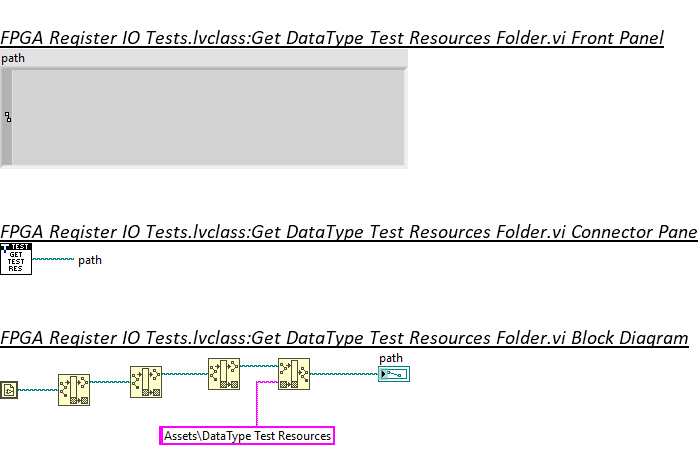 FPGA Register IO Tests.lvclass:Get DataType Test Resources Folder.vi Front Panel
path
FPGA Register IO Tests.lvclass:Get DataType Test Resources Folder.vi Connector Pane
TEST
GET
TEST
RES
path
FPGA Register IO Tests.lvclass:Get DataType Test Resources Folder.vi Block Diagram
path
Assets\DataType Test Resources